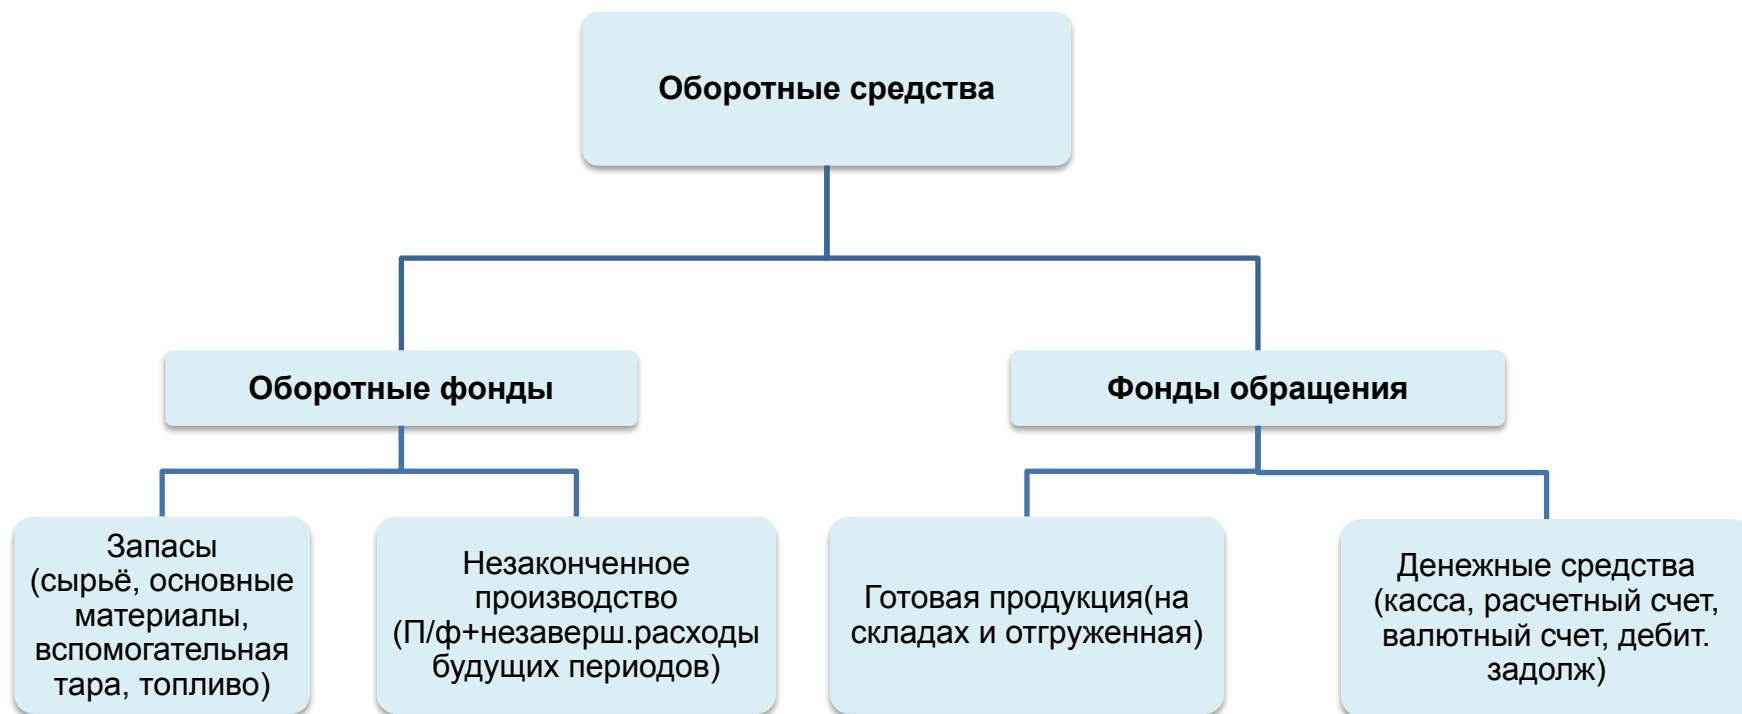 Оборотные средства
Оборотные фонды
Фонды обращения
Запасы
(сырьё, основные
материалы,
вспомогательная
тара, топливо)
Незаконченное
производство
(П/ф+незаверш.расходы
будущих периодов)
Готовая продукция(на
складах и отгруженная)
Денежные средства
(касса, расчетный счет,
валютный счет, дебит.
задолж)